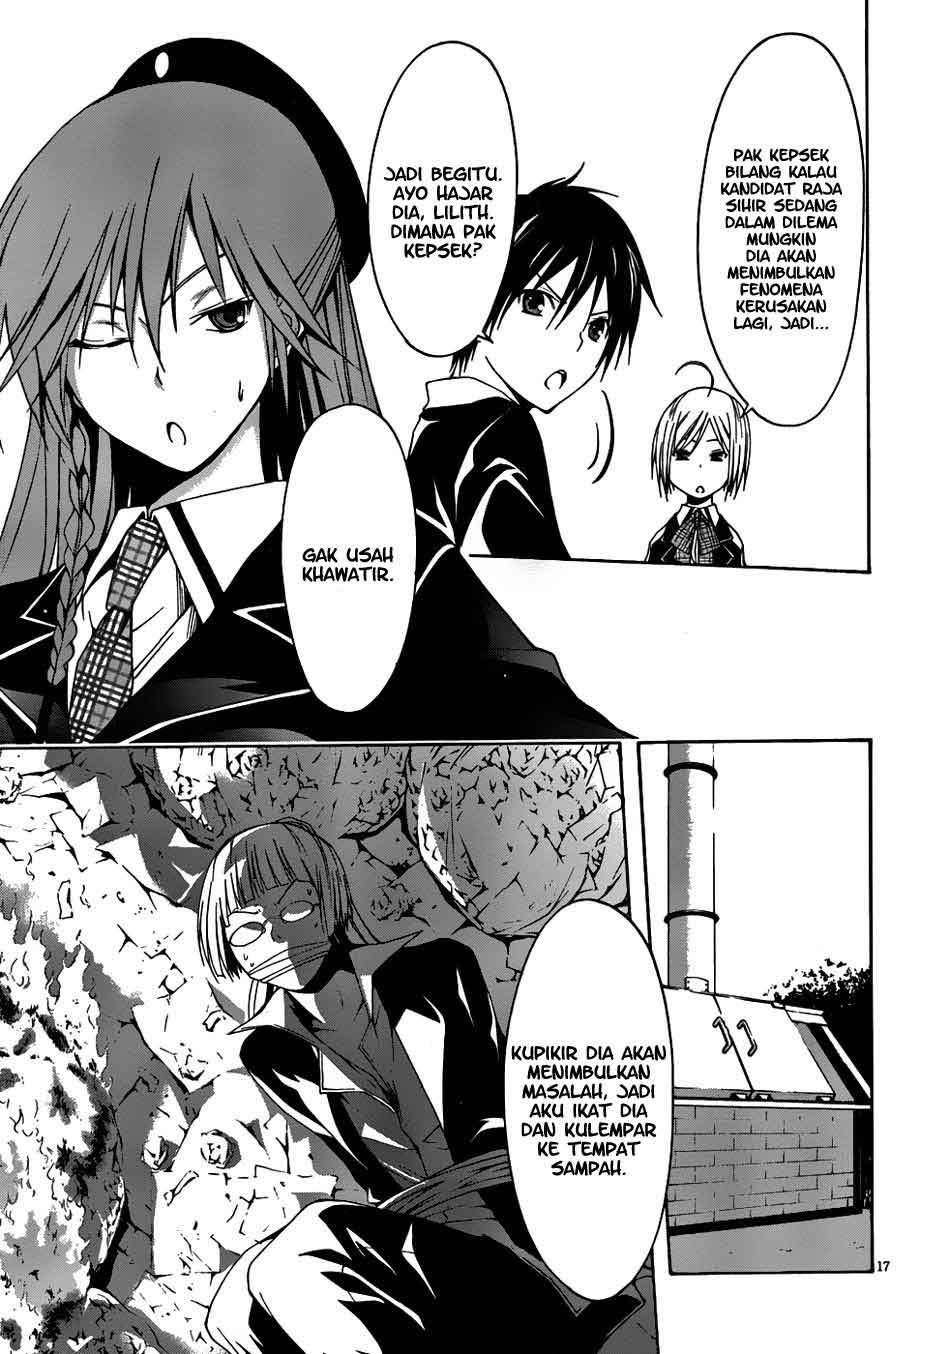 PAK KEPSEK
BILANG KALAU
KANDIDAT RAJA
SIHIR SEDANG
DALAM DILEMA
MUNGKIN
DIA AKAN
MENIMBULKAN
FENOMENA
KERUSAKAN
LAGI, JADI...
JADI BEGITU.
AYO HAJAR
DIA, LILITH.
DIMANA PAK
KEPSEK?
GAK USAH
KHAWATIR.
KUPIKIR DIA AKAN
MENIMBULKAN
MASALAH, JADI
AKU IKAT DIA
DAN KULEMPAR
KE TEMPAT
SAMPAH.
17